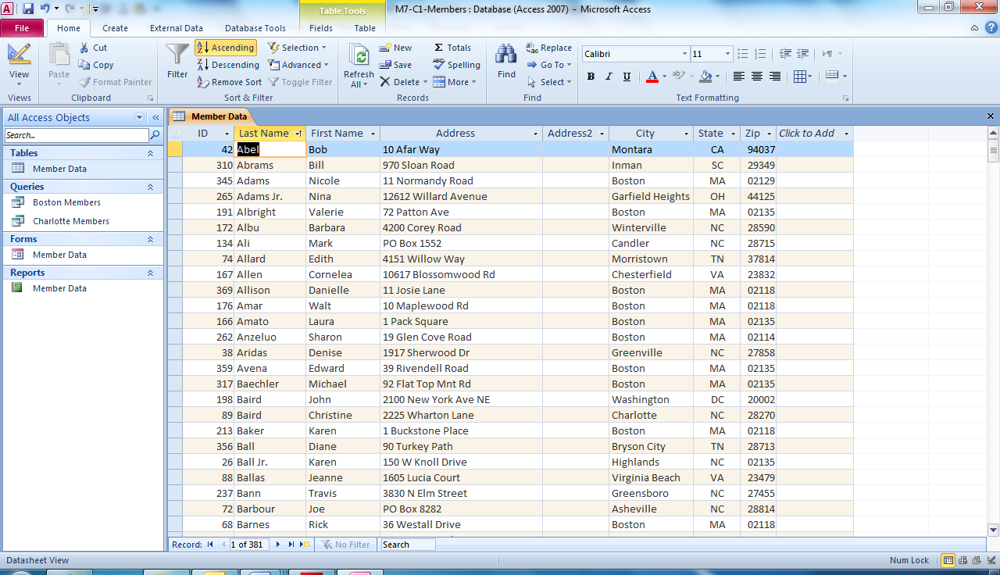 M7-C1-Members : Database (Access 2007) - Microsoft Access
Table Tools
File Home Create External Data Database Tools Fields Table
View
Views
Paste
Cut
Copy
Format Painter
Clipboard
Filter
Ascending
Descending
Remove Sort
Selection
Advanced
Toggle Filter
Sort & Filter
Refresh All
New
Save
Delete
Totals
Spelling
More
Records
Find
Replace
Go To
Select
Find
Calibri 11
B I U A
Text Formatting
All Access Objects
Search...
Tables
Member Data
Queries
Boston Members
Charlotte Members
Forms
Member Data
Reports
Member Data
Member Data
ID Last Name First Name Address Address2 City State Zip Click to Add
42 Abel Bob 10 Afar Way Montara CA 94037
310 Abrams Bill 970 Sloan Road Inman SC 29349
345 Adams Nicole 11 Normandy Road Boston MA 02129
265 Adams Jr. Nina 12612 Willard Avenue Garfield Heights OH 44125
191 Albright Valerie 72 Patton Ave Boston MA 02135
172 Albu Barbara 4200 Corey Road Winterville NC 28590
134 Ali Mark PO Box 1552 Candler NC 28715
74 Allard Edith 4151 Willow Way Morristown TN 37814
167 Allen Cornelea 10617 Blossomwood Rd Chesterfield VA 23832
369 Allison Danielle 11 Josie Lane Boston MA 02118
176 Amar Walt 10 Maplewood Rd Boston MA 02118
166 Amato Laura 1 Pack Square Boston MA 02135
262 Anzeluo Sharon 19 Glen Cove Road Boston MA 02114
38 Aridas Denise 1917 Sherwood Dr Greenville NC 27858
359 Avena Edward 39 Rivendell Road Boston MA 02135
317 Baechler Michael 92 Flat Top Mnt Rd Boston MA 02135
198 Baird John 2100 New York Ave NE Washington DC 20002
89 Baird Christine 2225 Wharton Lane Charlotte NC 28270
213 Baker Karen 1 Buckstone Place Boston MA 02118
356 Ball Diane 90 Turkey Path Bryson City TN 28713
26 Ball Jr. Karen 150 W Knoll Drive Highlands NC 02135
88 Ballas Jeanne 1605 Lucia Court Virginia Beach VA 23479
237 Bann Travis 3830 N Elm Street Greensboro NC 27455
72 Barbour Joe PO Box 8282 Asheville NC 28814
68 Barnes Rick 36 Westall Drive Boston MA 02118
Record: 1 of 381 No Filter Search
Datasheet View Num Lock